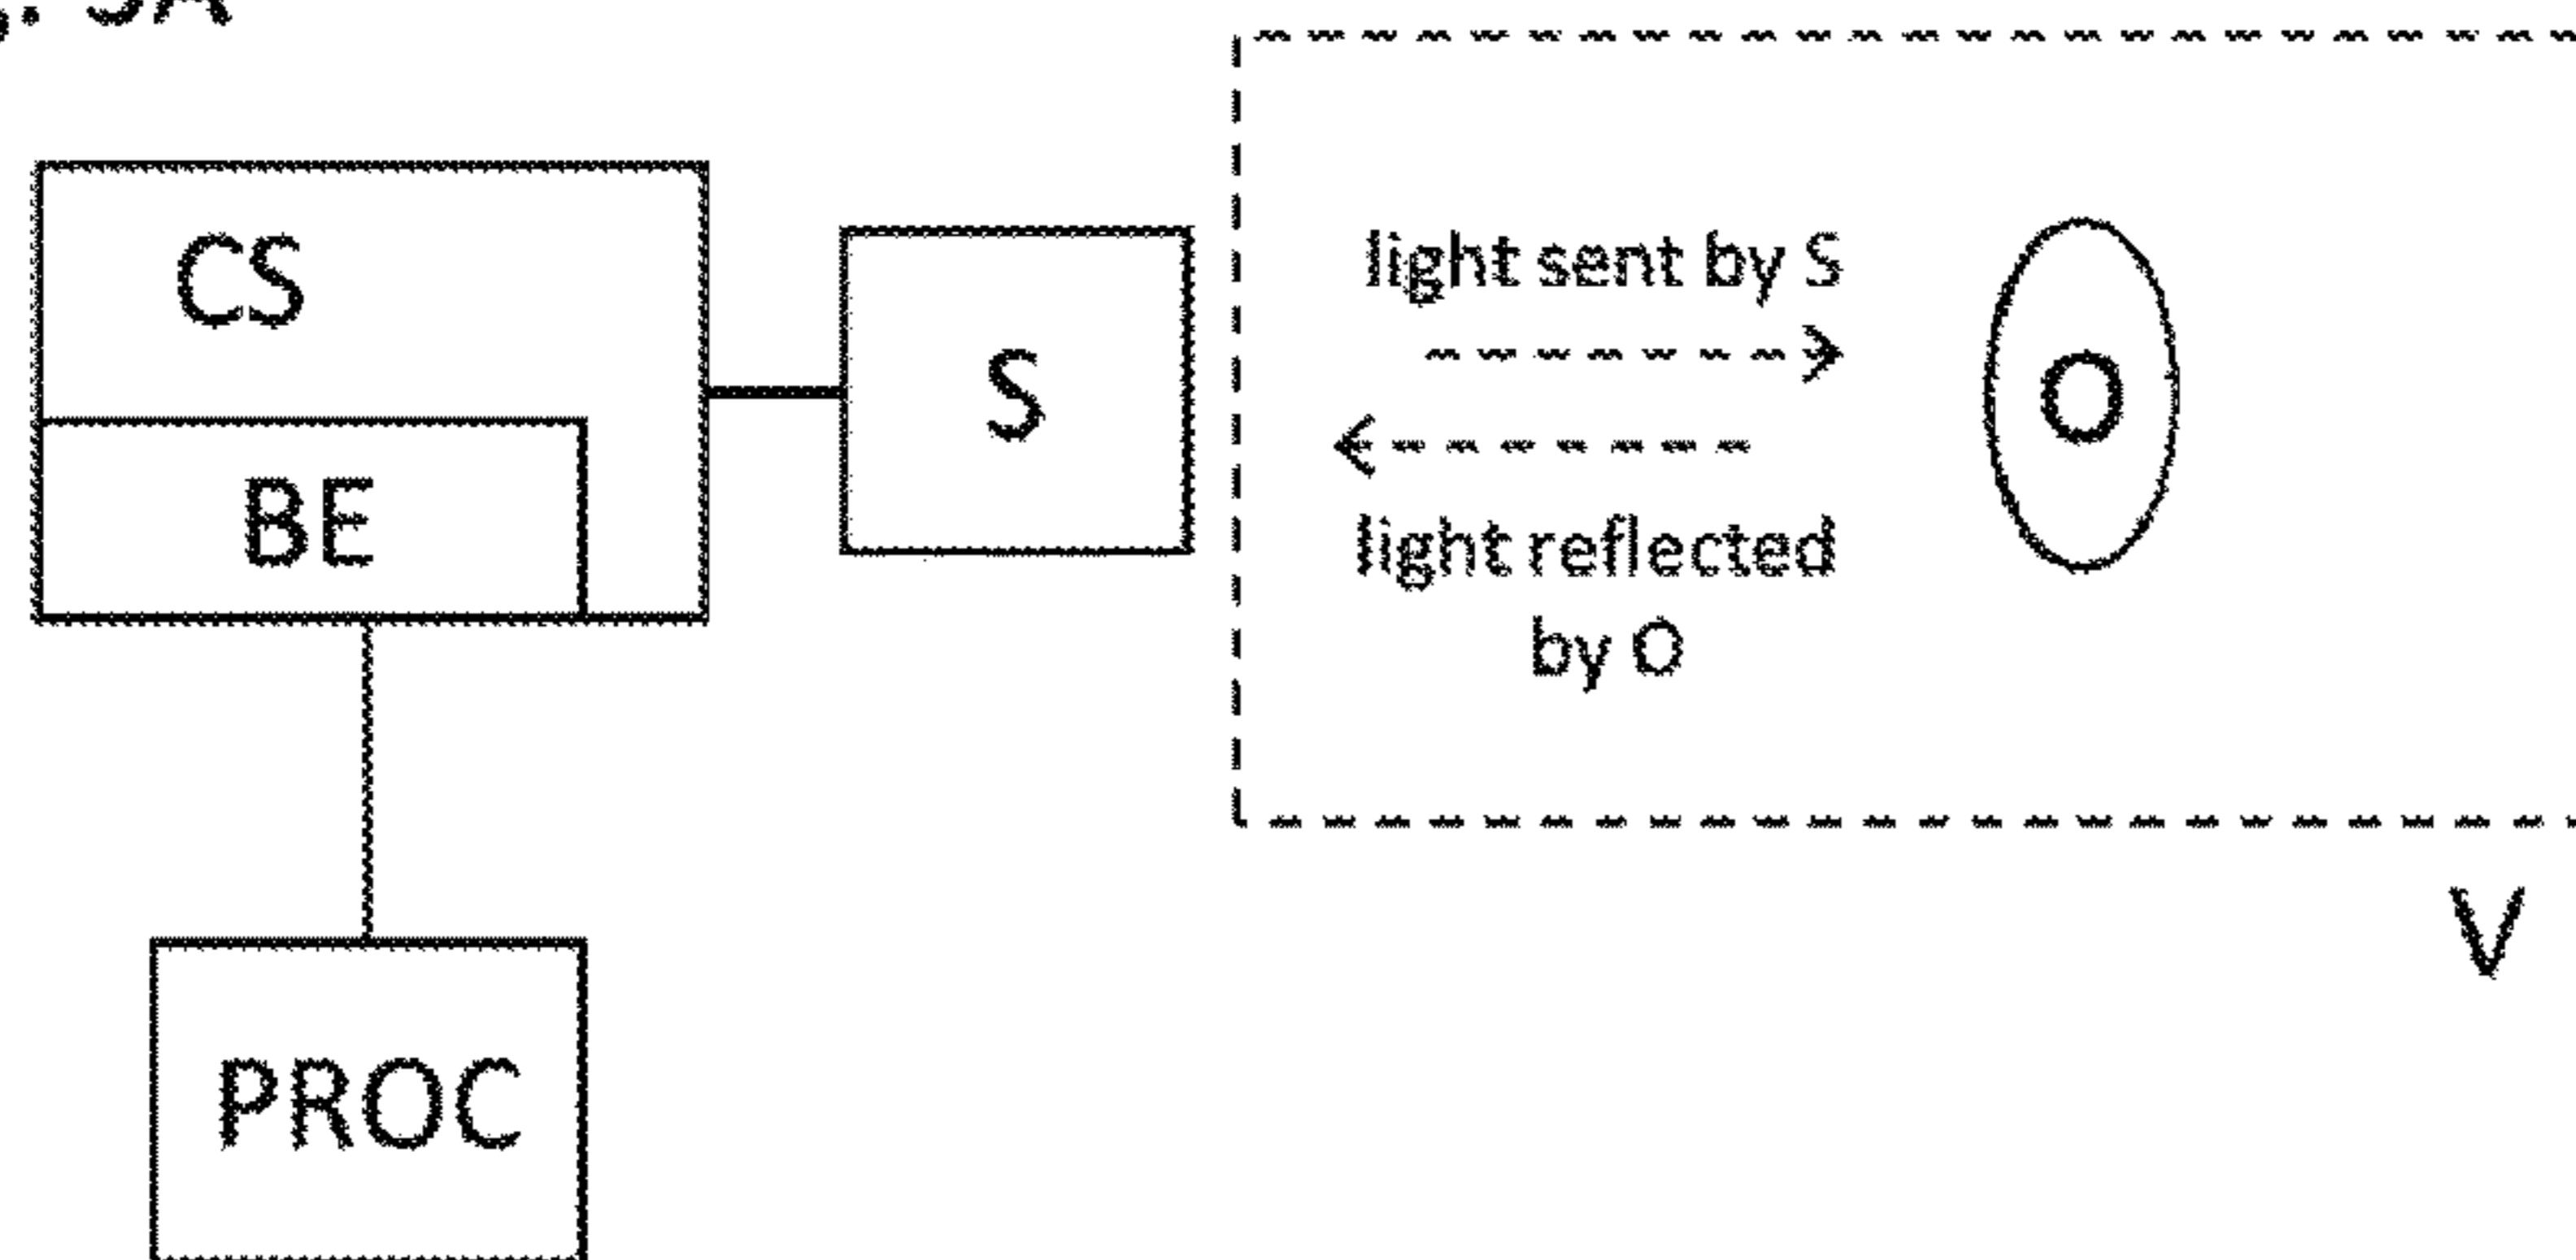 CS
BE
S
light sent by S
O
light reflected
by O
V
PROC